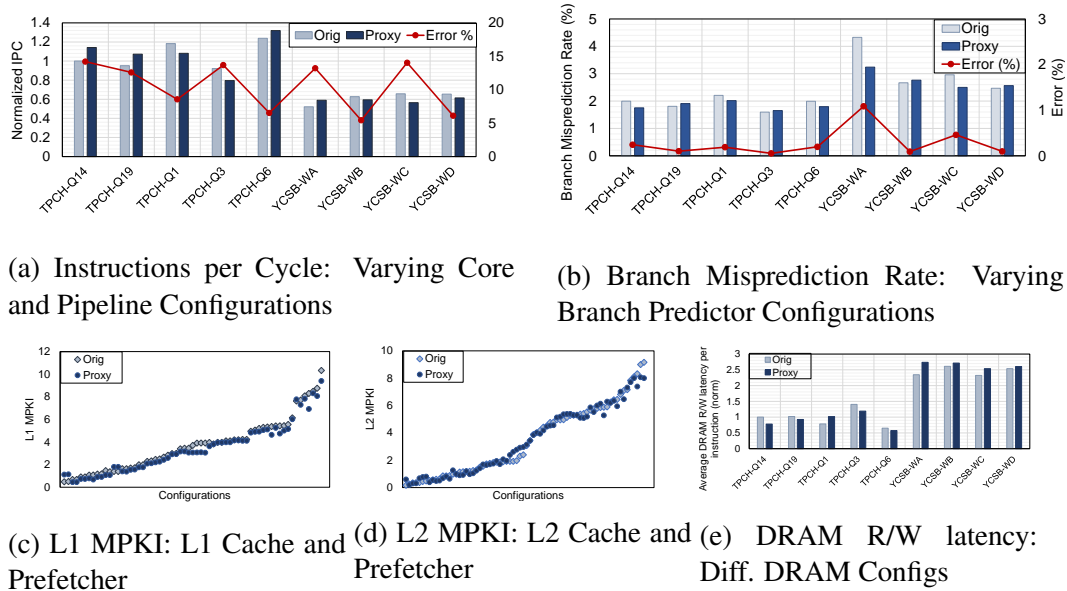 1.4
1.2
1
0.8
0.6
0.4
0.2
0
Normalized IPC
Orig Proxy Error %
20
15
10
5
0
TPCH-Q14 TPCH-Q19 TPCH-Q1 TPCH-Q3 TPCH-Q6 YCSB-WA YCSB-WB YCSB-WC YCSB-WD
(a) Instructions per Cycle: Varying Core
and Pipeline Configurations
5
4
3
2
1
0
Branch Misprediction Rate (%)
Orig
Proxy
Error (%)
3
2
1
0
Error (%)
TPCH-Q14 TPCH-Q19 TPCH-Q1 TPCH-Q3 TPCH-Q6 YCSB-WA YCSB-WB YCSB-WC YCSB-WD
(b) Branch Misprediction Rate: Varying
Branch Predictor Configurations
12
10
8
6
4
2
0
L1 MPKI
Orig
Proxy
Configurations
(c) L1 MPKI: L1 Cache and
Prefetcher
10
8
6
4
2
0
L2 MPKI
Orig
Proxy
Configurations
(d) L2 MPKI: L2 Cache and
Prefetcher
3
2.5
2
1.5
1
0.5
0
Average DRAM R/W latency per
instruction (norm)
Orig
Proxy
TPCH-Q14 TPCH-Q19 TPCH-Q1 TPCH-Q3 TPCH-Q6 YCSB-WA YCSB-WB YCSB-WC YCSB-WD
(e) DRAM R/W latency:
Diff. DRAM Configs